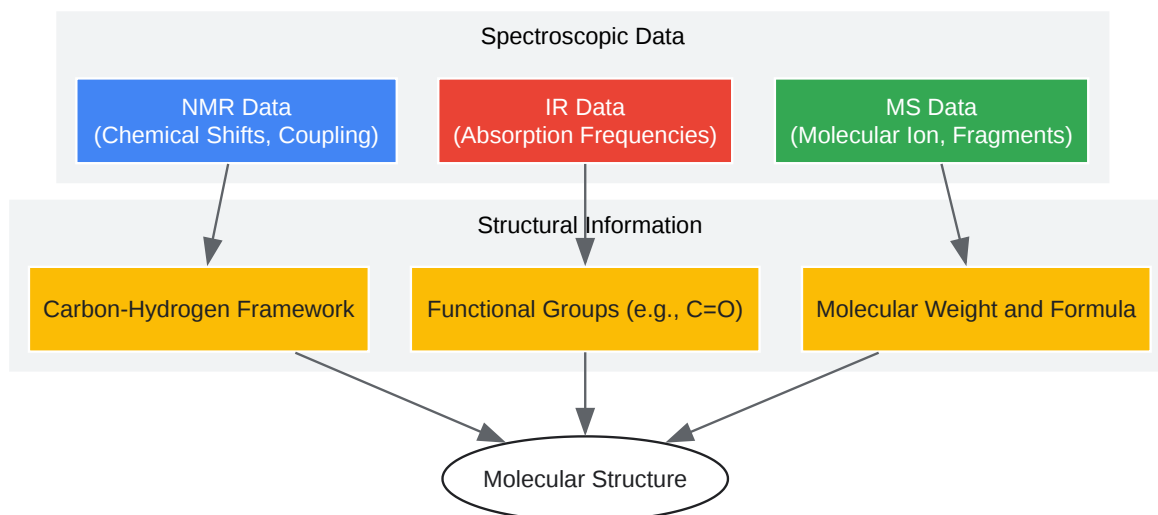 Spectroscopic Data
NMR Data
(Chemical Shifts, Coupling)
IR Data
(Absorption Frequencies)
MS Data
(Molecular Ion, Fragments)
Structural Information
Carbon-Hydrogen Framework
Functional Groups (e.g., C=O)
Molecular Weight and Formula
Molecular Structure